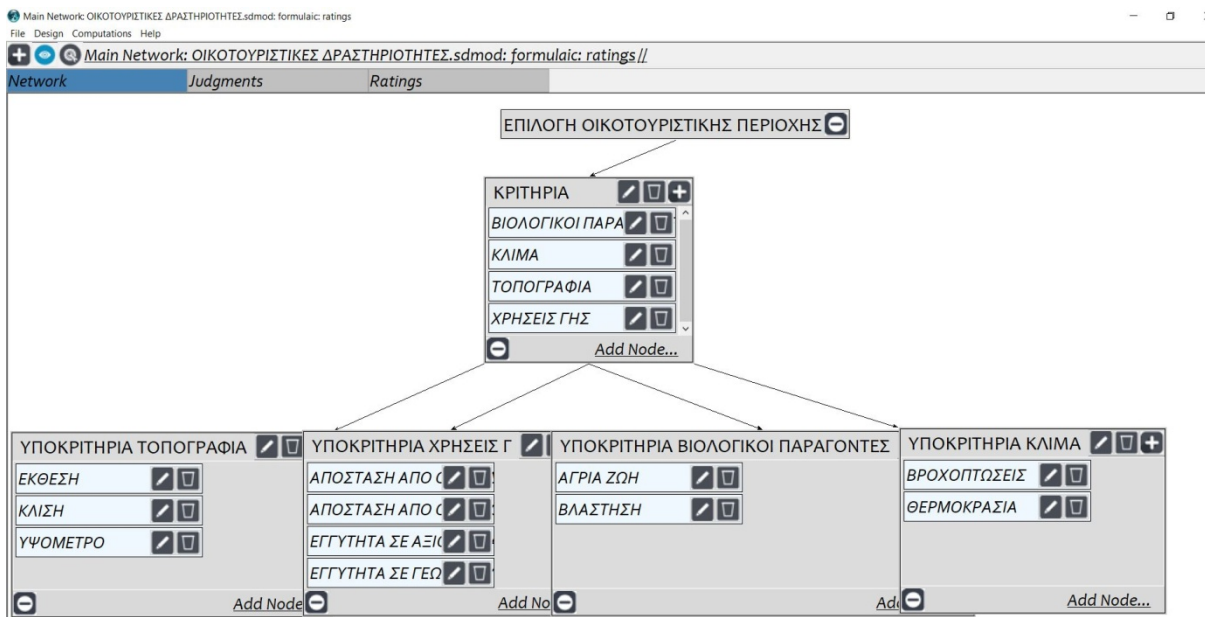 Main Network: ΟΙΚΟΤΟΥΡΙΣΤΙΚΕΣ ΔΡΑΣΤΗΡΙΟΤΗΤΕΣ.sdmod: formulaic: ratings
File Design Computations Help
Main Network: ΟΙΚΟΤΟΥΡΙΣΤΙΚΕΣ ΔΡΑΣΤΗΡΙΟΤΗΤΕΣ.sdmod: formulaic: ratings//
Network Judgments Ratings
ΕΠΙΛΟΓΗ ΟΙΚΟΤΟΥΡΙΣΤΙΚΗΣ ΠΕΡΙΟΧΗΣ
ΚΡΙΤΗΡΙΑ
ΒΙΟΛΟΓΙΚΟΙ ΠΑΡΑ
ΚΛΙΜΑ
ΤΟΠΟΓΡΑΦΙΑ
ΧΡΗΣΕΙΣ ΓΗΣ
Add Node...
ΥΠΟΚΡΙΤΗΡΙΑ ΤΟΠΟΓΡΑΦΙΑ
ΕΚΘΕΣΗ
ΚΛΙΣΗ
ΥΨΟΜΕΤΡΟ
Add Node
ΥΠΟΚΡΙΤΗΡΙΑ ΧΡΗΣΕΙΣ Γ
ΑΠΟΣΤΑΣΗ ΑΠΟ
ΑΠΟΣΤΑΣΗ ΑΠΟ
ΕΓΓΥΤΗΤΑ ΣΕ ΑΞΙΟ
ΕΓΓΥΤΗΤΑ ΣΕ ΓΕΩ
Add No
ΥΠΟΚΡΙΤΗΡΙΑ ΒΙΟΛΟΓΙΚΟΙ ΠΑΡΑΓΟΝΤΕΣ
ΑΓΡΙΑ ΖΩΗ
ΒΛΑΣΤΗΣΗ
Add
ΥΠΟΚΡΙΤΗΡΙΑ ΚΛΙΜΑ
ΒΡΟΧΟΠΤΩΣΕΙΣ
ΘΕΡΜΟΚΡΑΣΙΑ
Add Node...